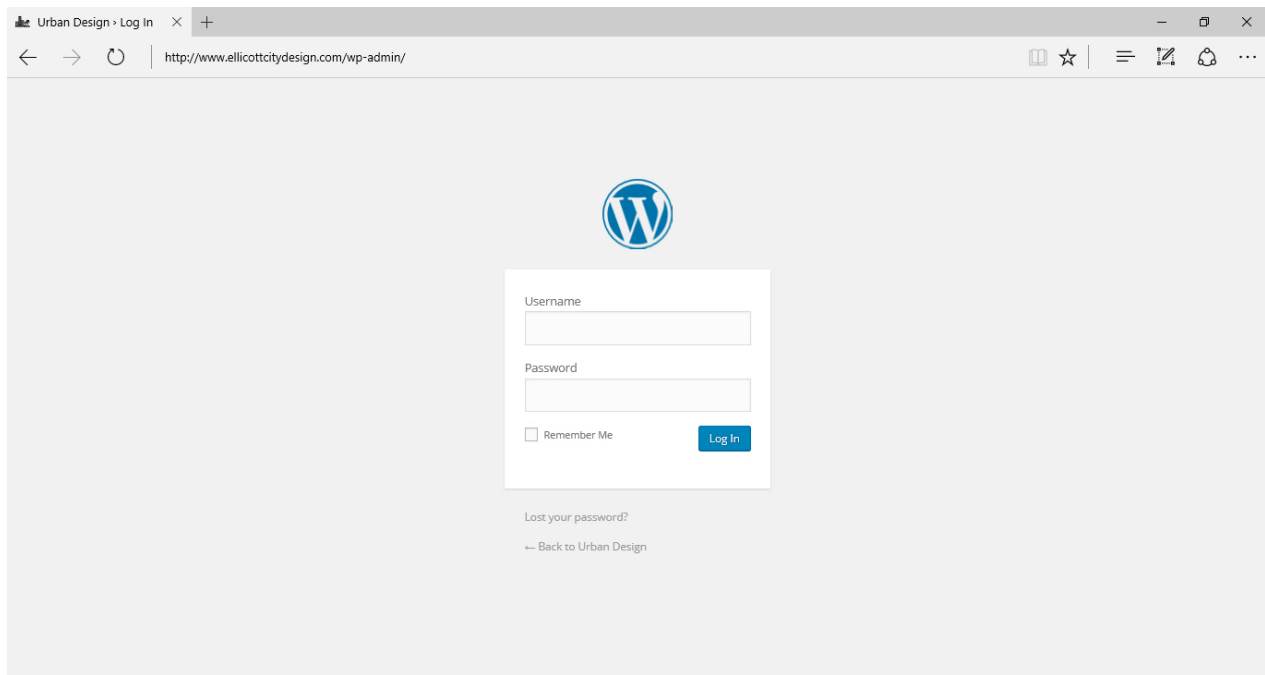 Urban Design › Log In
http://www.ellicottcitydesign.com/wp-admin/
W
Username
Password
Remember Me
Log In
Lost your password?
← Back to Urban Design